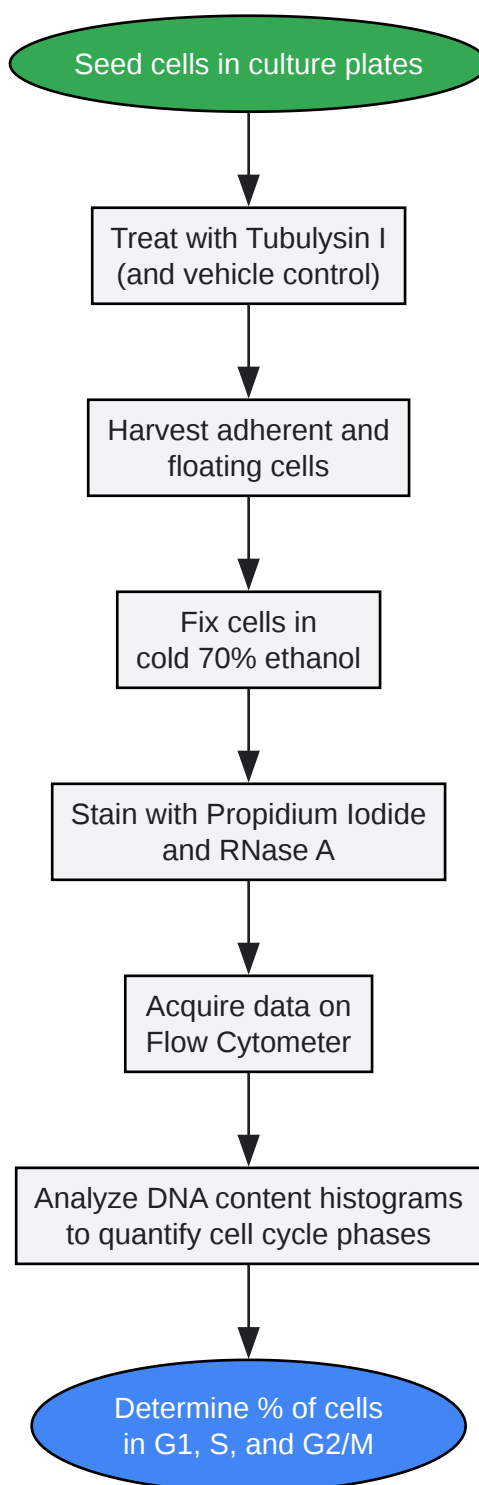 Seed cells in culture plates
Treat with Tubulysin I
(and vehicle control)
Harvest adherent and
floating cells
Fix cells in
cold 70% ethanol
Stain with Propidium Iodide
and RNase A
Acquire data on
Flow Cytometer
Analyze DNA content histograms
to quantify cell cycle phases
Determine % of cells
in G1, S, and G2/M